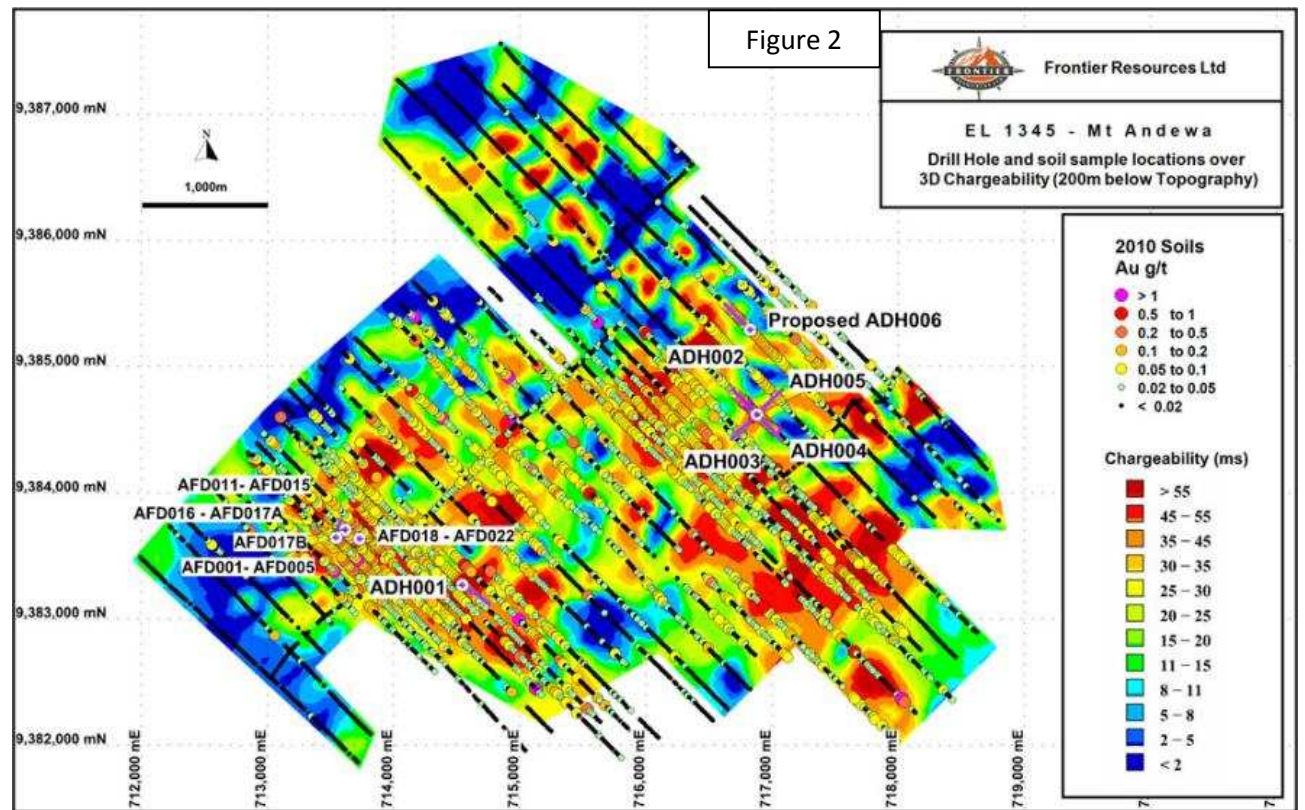 Figure 2
FRONTIER
Frontier Resources Ltd
EL 1345 - Mt Andewa
Drill Hole and soil sample locations over
3D Chargeability (200m below Topography)
9,387,000 mN
N
1,000m
9,386,000 mN
2010 Soils
Au g/t
> 1
0.5 to 1
0.2 to 0.5
0.1 to 0.2
0.05 to 0.1
0.02 to 0.05
< 0.02
Proposed ADH006
9,385,000 mN
ADH002
ADH005
ADH003
ADH004
9,384,000 mN
AFD011- AFD015
AFD016 - AFD017A
AFD017B
AFD018 - AFD022
AFD001- AFD005
ADH001
9,383,000 mN
9,382,000 mN
Chargeability (ms)
> 55
45 – 55
35 – 45
30 – 35
25 – 30
20 – 25
15 – 20
11 – 15
8 – 11
5 – 8
2 – 5
< 2
712,000 mE
713,000 mE
714,000 mE
715,000 mE
716,000 mE
717,000 mE
718,000 mE
719,000 mE